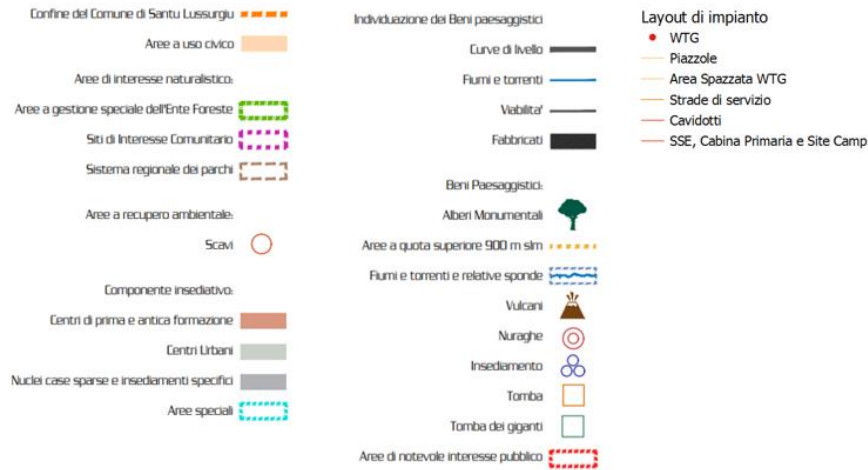 Confine del Comune di Santu Lussurgiu
Aree a uso civico
Aree di interesse naturalistico:
Aree a gestione speciale dell'Ente Foreste
Siti di Interesse Comunitario
Sistema regionale dei parchi
Aree a recupero ambientale:
Scavi
Componente insediativo:
Centri di prima e antica formazione
Centri Urbani
Nuclei case sparse e insediamenti specifici
Aree speciali
Individuazione dei Beni paesaggistici
Curve di livello
Fiumi e torrenti
Viabilita'
Fabbricati
Beni Paesaggistici:
Alberi Monumentali
Aree a quota superiore 900 m slm
Fiumi e torrenti e relative sponde
Vulcani
Nuraghe
Insediamento
Tomba
Tomba dei giganti
Aree di notevole interesse pubblico
Layout di impianto
WTG
Piazzole
Area Spazzata WTG
Strade di servizio
Cavidotti
SSE, Cabina Primaria e Site Camp